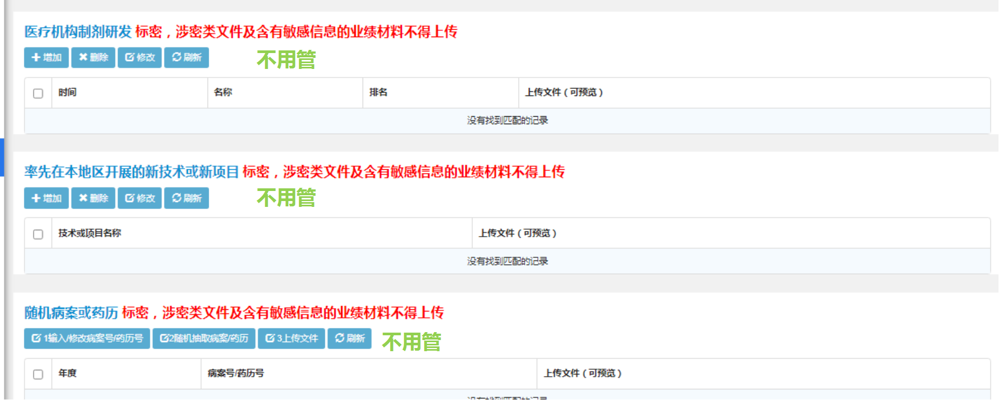 医疗机构制剂研发 标密，涉密类文件及含有敏感信息的业绩材料不得上传
增加 删除 修改 刷新 不用管
时间 名称 排名 上传文件（可预览）
没有找到匹配的记录
率先在本地区开展的新技术或新项目 标密，涉密类文件及含有敏感信息的业绩材料不得上传
增加 删除 修改 刷新 不用管
技术或项目名称 上传文件（可预览）
没有找到匹配的记录
随机病案或药历 标密，涉密类文件及含有敏感信息的业绩材料不得上传
1输入/修改病案号/药历号 2随机抽取病案/药历 3上传文件 刷新 不用管
年度 病案号/药历号 上传文件（可预览）